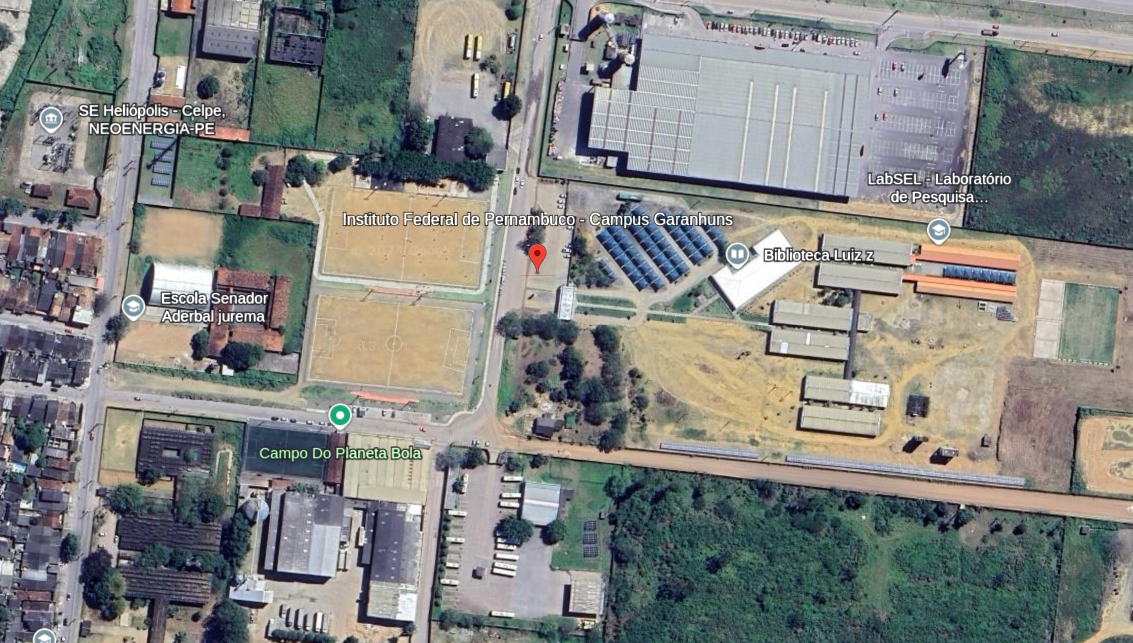 SE Heliópolis - Celpe,
NEOENERGIA-PE
LabSEL - Laboratório
de Pesquisa...
Instituto Federal de Pernambuco - Campus Garanhuns
Biblioteca Luiz z
Escola Senador
Aderbal jurema
Campo Do Planeta Bola